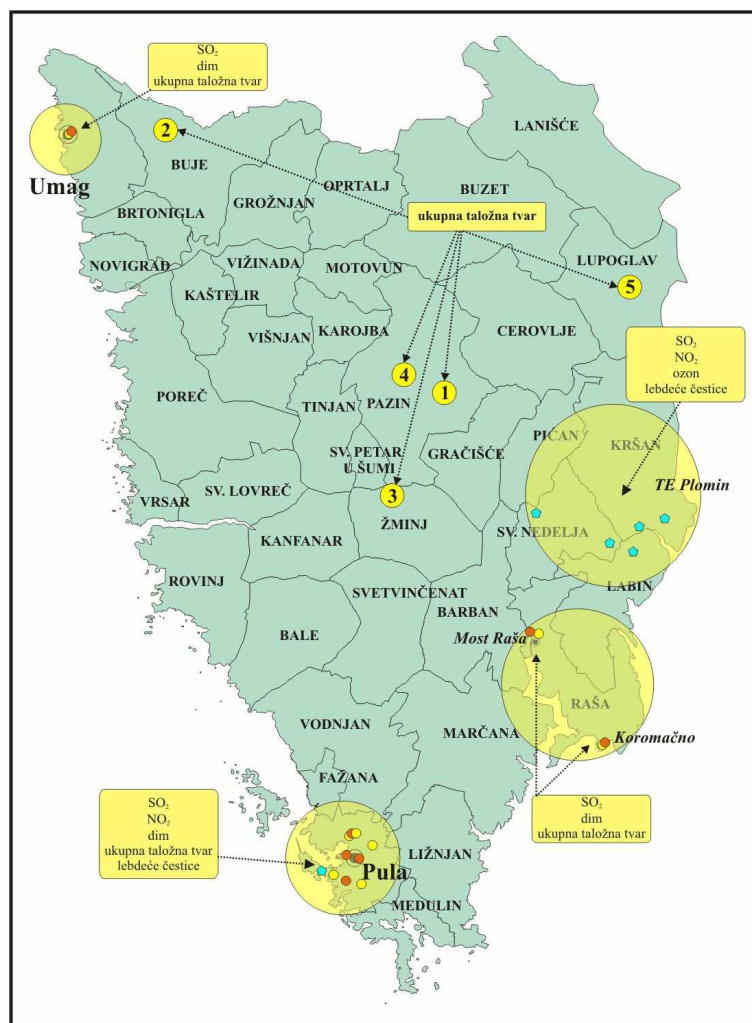 SO₂
dim
ukupna taložna tvar
LANIŠĆE
2
BUJE
Umag
OPRTALJ
BUZET
GROŽNJAN
BRTONIGLA
ukupna taložna tvar
LUPOGLAV
NOVIGRAD
VIŽINADA
MOTOVUN
5
KAŠTELIR
KAROJBA
CEROVLJE
VIŠNJAN
SO₂
NO₂
ozon
lebdeće čestice
4
1
POREČ
PAZIN
TINJAN
PIĆAN
KRŠAN
SV. PETAR
U ŠUMI
GRAČIŠĆE
TE Plomin
VRSAR
SV. LOVREČ
3
ŽMINJ
SV. NEDELJA
KANFANAR
ROVINJ
SVETVINČENAT
LABIN
BALE
BARBAN
Most Raša
RAŠA
VODNJAN
MARČANA
Koromačno
FAŽANA
SO₂
NO₂
dim
ukupna taložna tvar
lebdeće čestice
SO₂
dim
ukupna taložna tvar
LIŽNJAN
Pula
MEDULIN